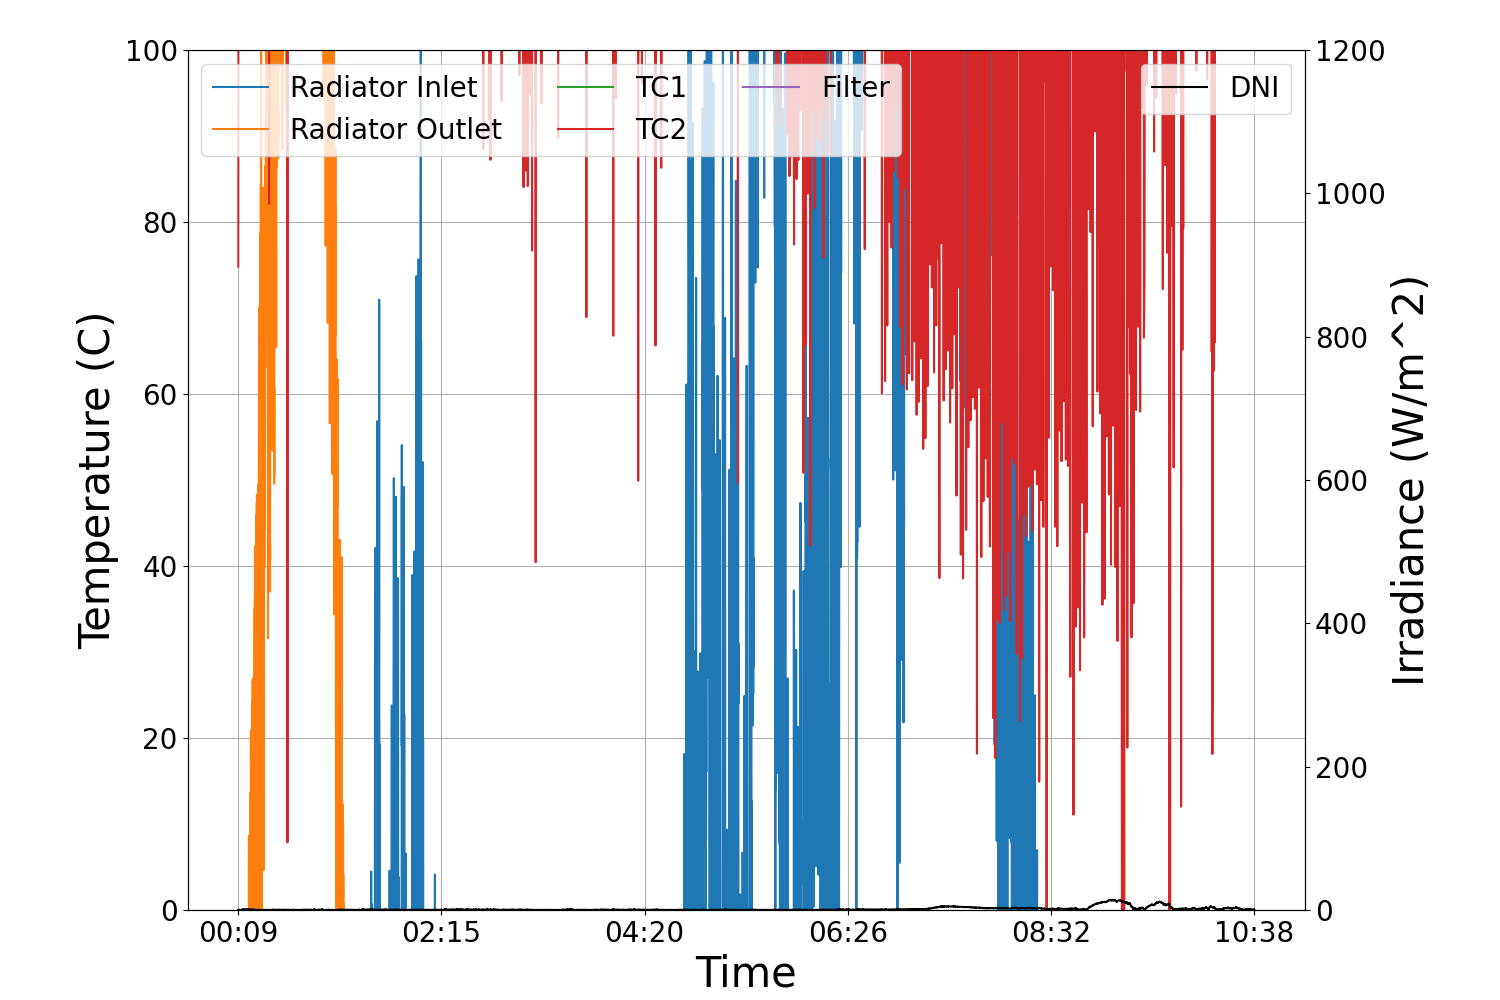 100
80
60
40
20
0
Temperature (C)
Radiator Inlet
Radiator Outlet
TC1
TC2
Filter
DNI
1200
1000
800
600
400
200
0
Irradiance (W/m^2)
00:09
02:15
04:20
06:26
08:32
10:38
Time